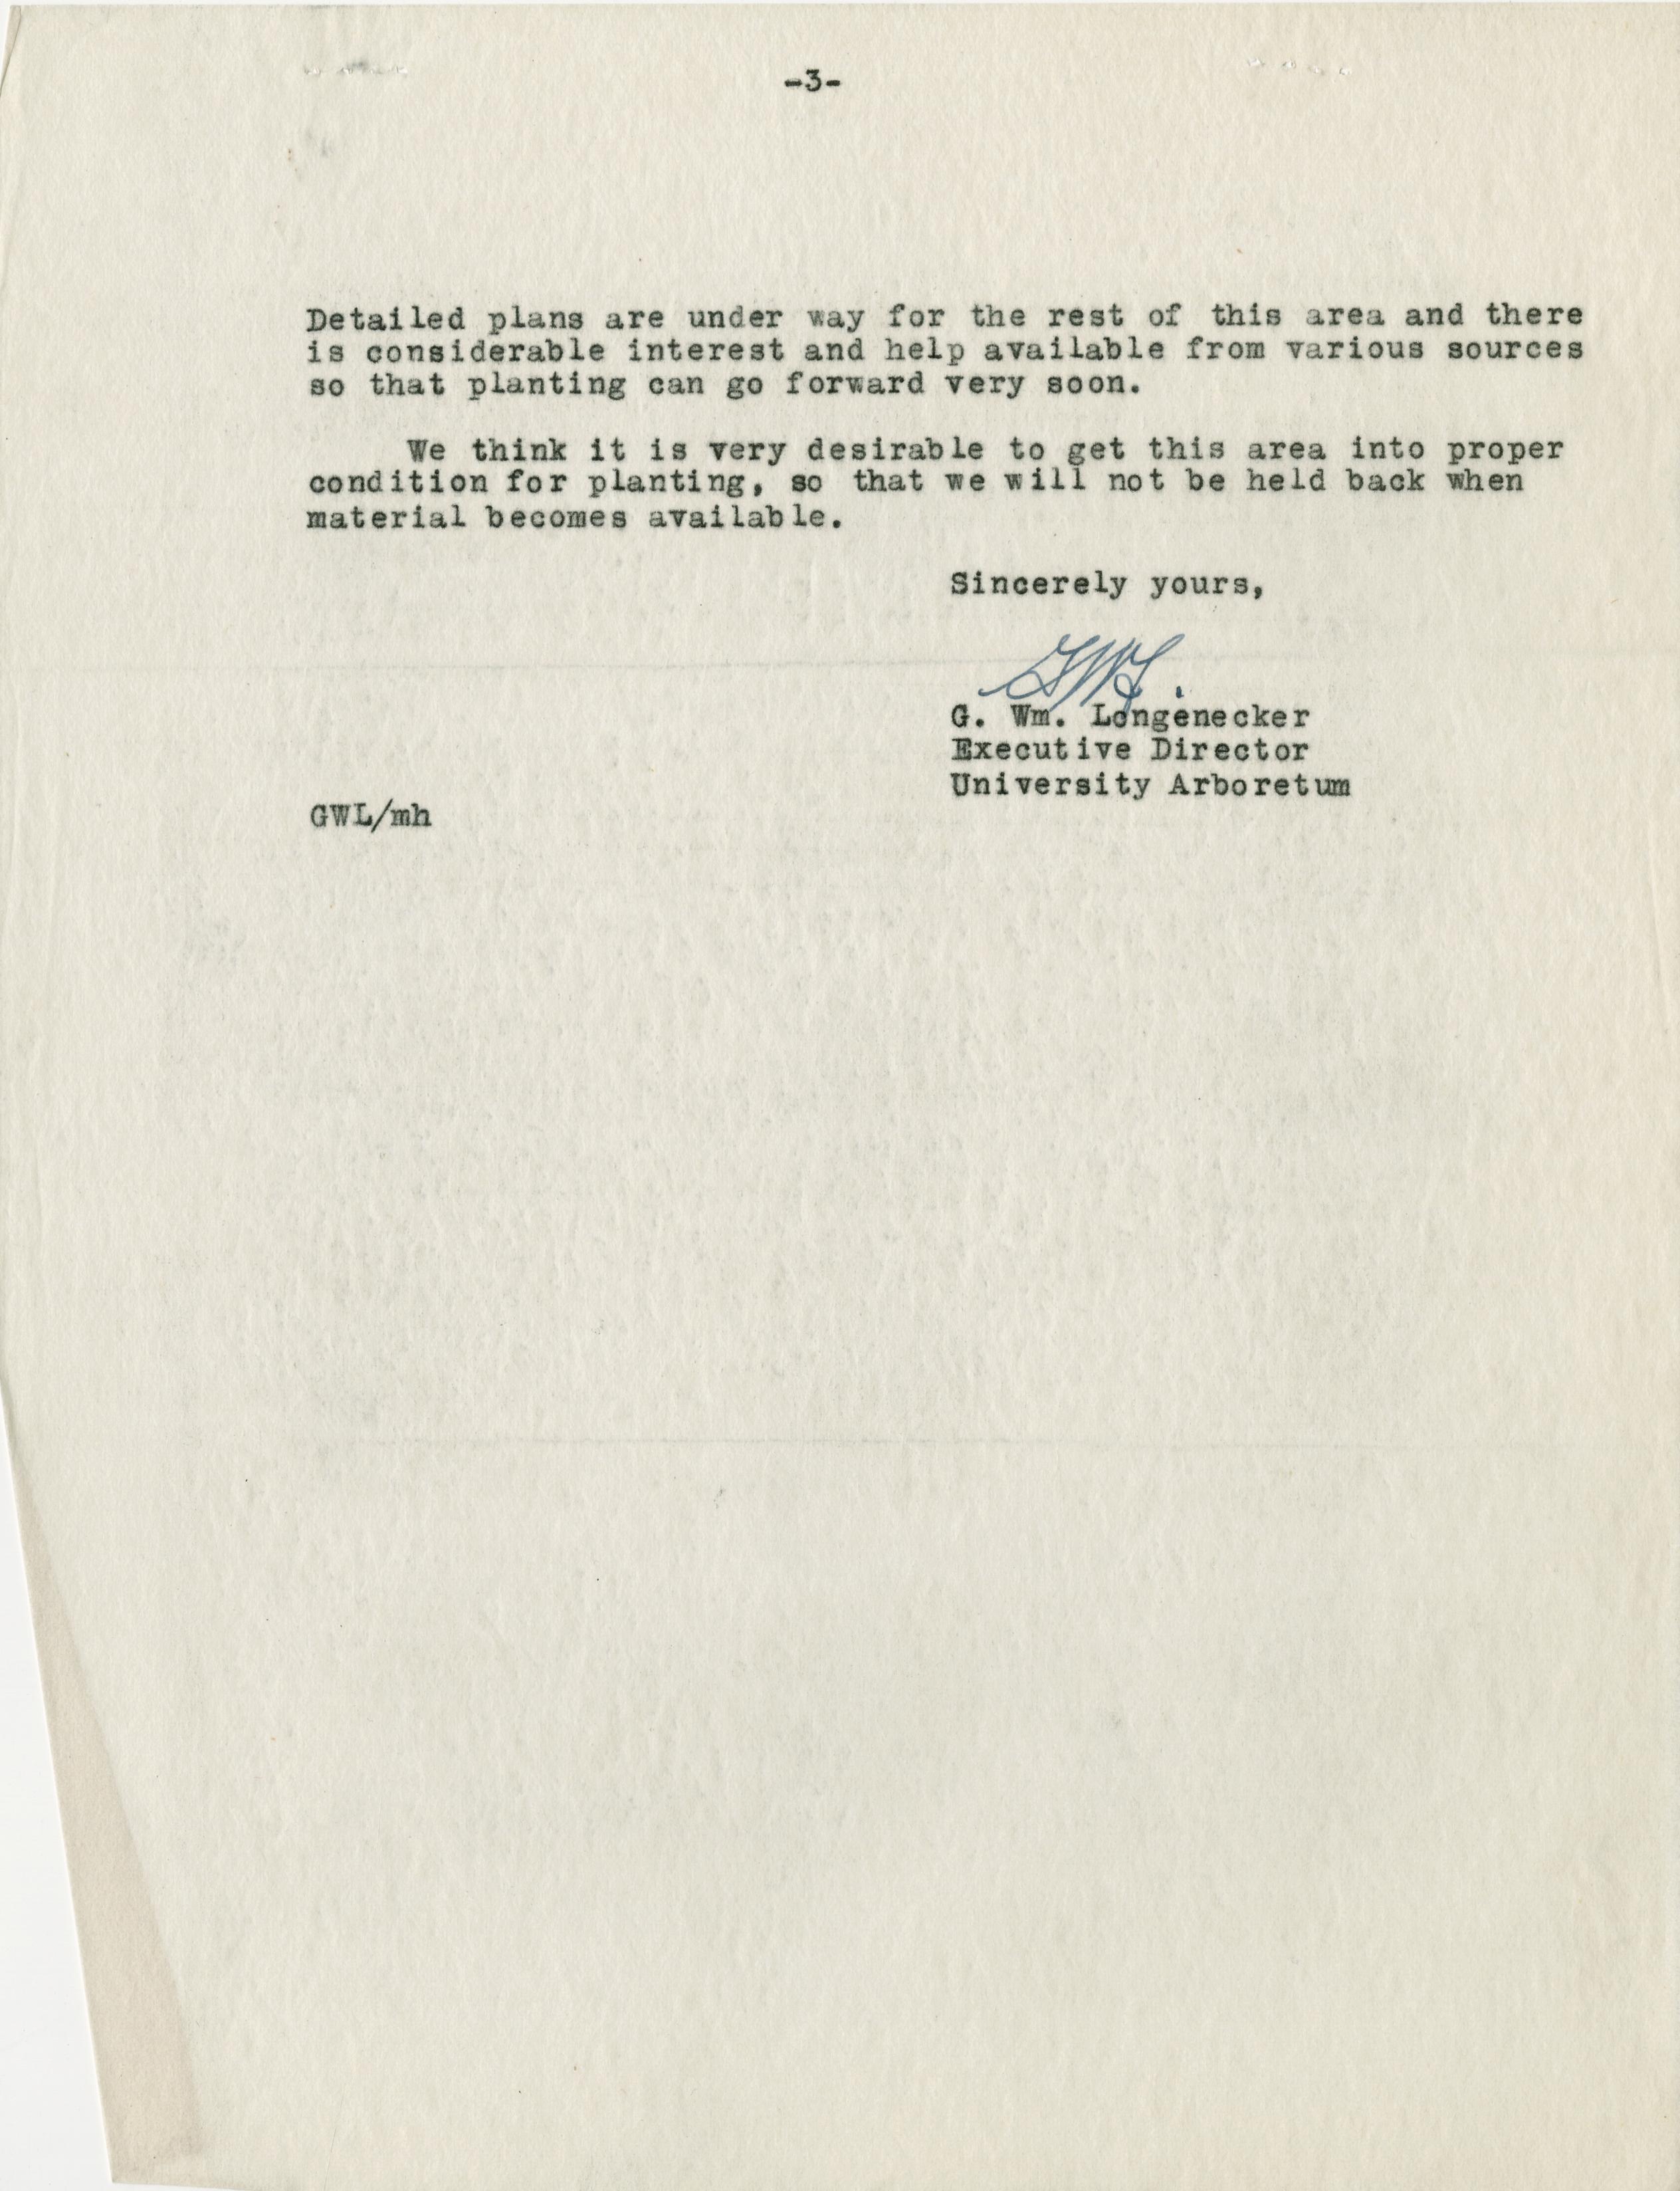 -3-
Detailed plans are under way for the rest of this area and there
is considerable interest and help available from various sources
so that planting can go forward very soon.
We think it is very desirable to get this area into proper
condition for planting, so that we will not be held back when
material becomes available.
Sincerely yours,
GWL.
G. Wm. Longenecker
Executive Director
University Arboretum
GWL/mh